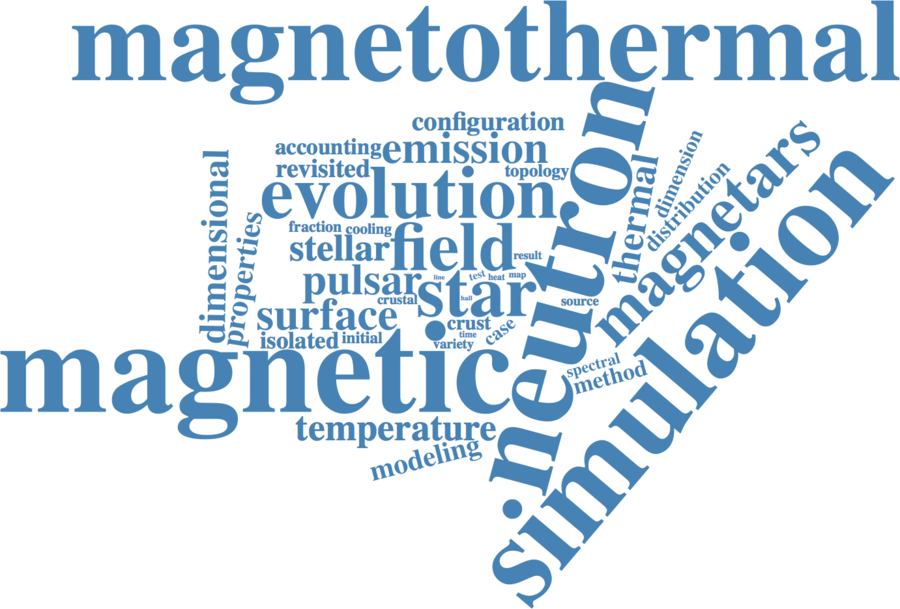 magnetothermal
configuration
accounting
emission
revisited
topology
evolution
dimensional
properties
fraction
cooling
stellar
field
result
pulsar
line
test
heat
map
star
crustal
hall
source
surface
crust
case
isolated
initial
time
variety
magnetic
neutron
thermal
dimension
distribution
magnetars
simulation
spectral
method
temperature
modeling